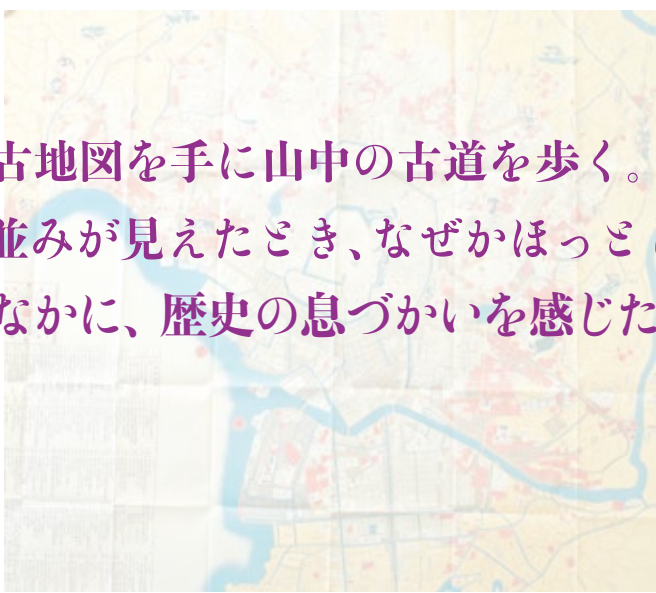 古地図を手に山中の古道を歩く。
並みが見えたとき、なぜかほっと
なかに、歴史の息づかいを感じた